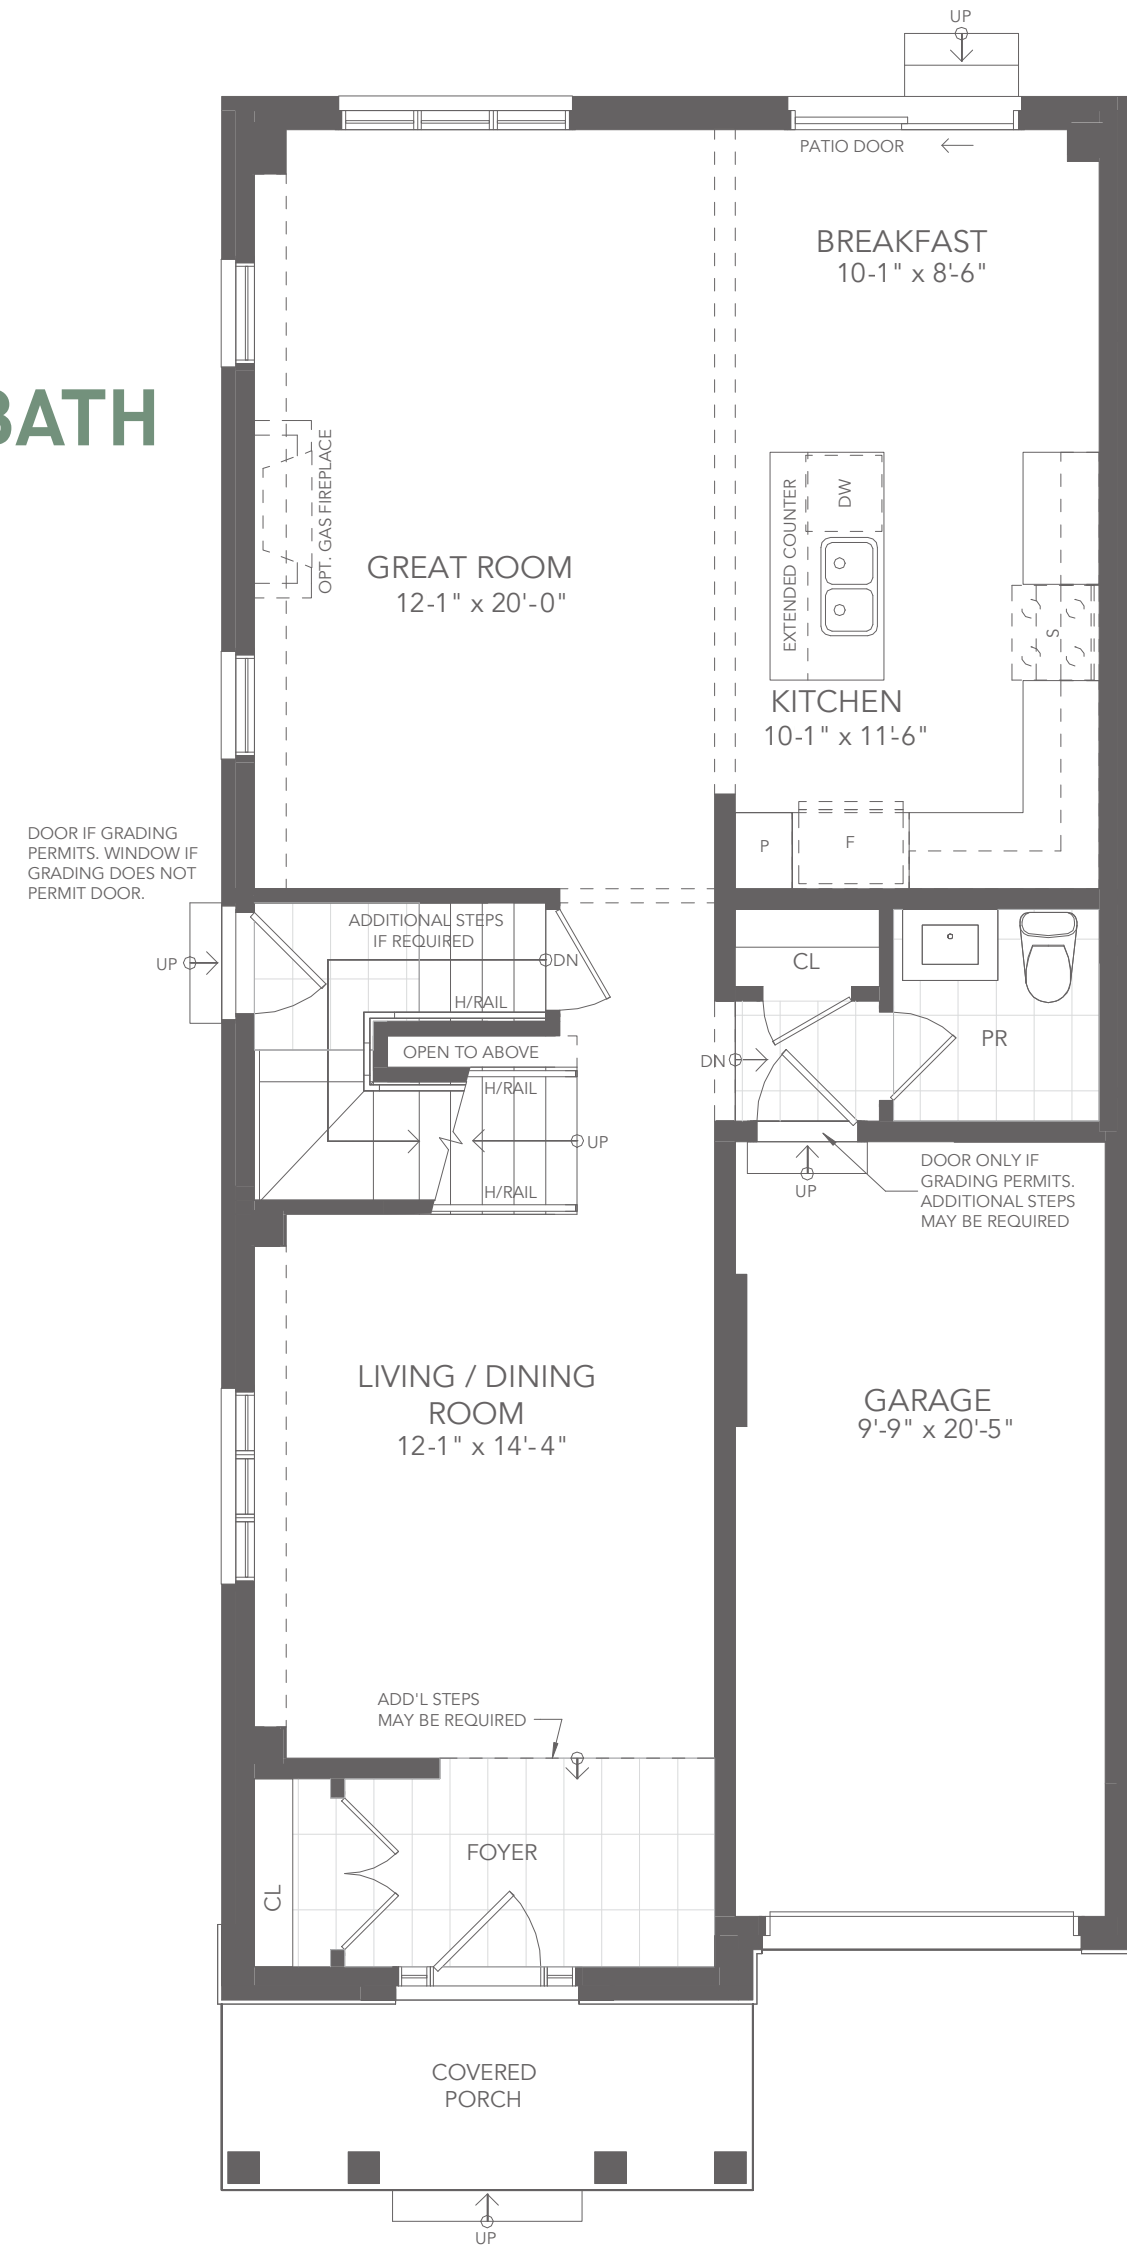 UP
PATIO DOOR
BREAKFAST
10-1" x 8'-6"
BATH
OPT. GAS FIREPLACE
EXTENDED COUNTER
DW
GREAT ROOM
12-1" x 20'-0"
S
KITCHEN
10-1" x 11'-6"
DOOR IF GRADING
PERMITS. WINDOW IF
GRADING DOES NOT
PERMIT DOOR.
P
F
ADDITIONAL STEPS
IF REQUIRED
UP
DN
CL
H/RAIL
OPEN TO ABOVE
PR
DN
H/RAIL
UP
H/RAIL
UP
DOOR ONLY IF
GRADING PERMITS.
ADDITIONAL STEPS
MAY BE REQUIRED
LIVING / DINING
ROOM
12-1" x 14'-4"
GARAGE
9'-9" x 20'-5"
ADD'L STEPS
MAY BE REQUIRED
FOYER
CL
COVERED
PORCH
UP